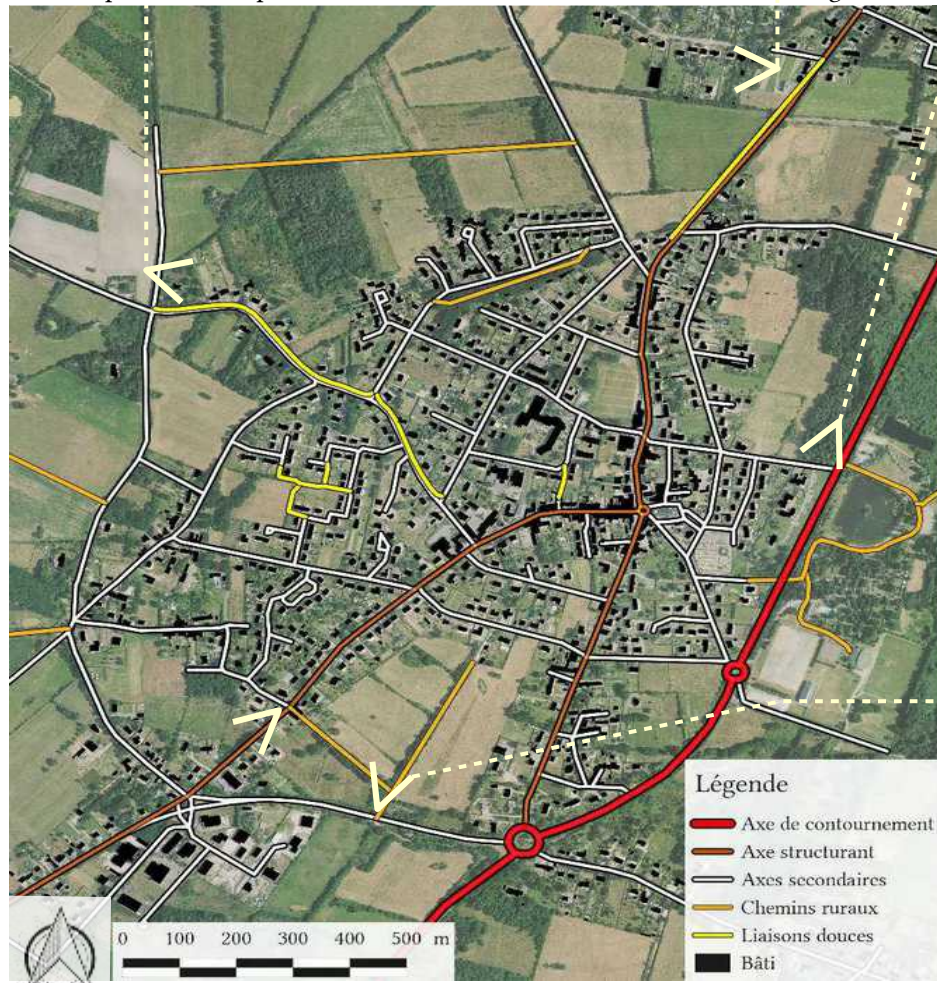 Légende
Axe de contournement
Axe structurant
Axes secondaires
Chemins ruraux
Liaisons douces
Bâti
0 100 200 300 400 500 m